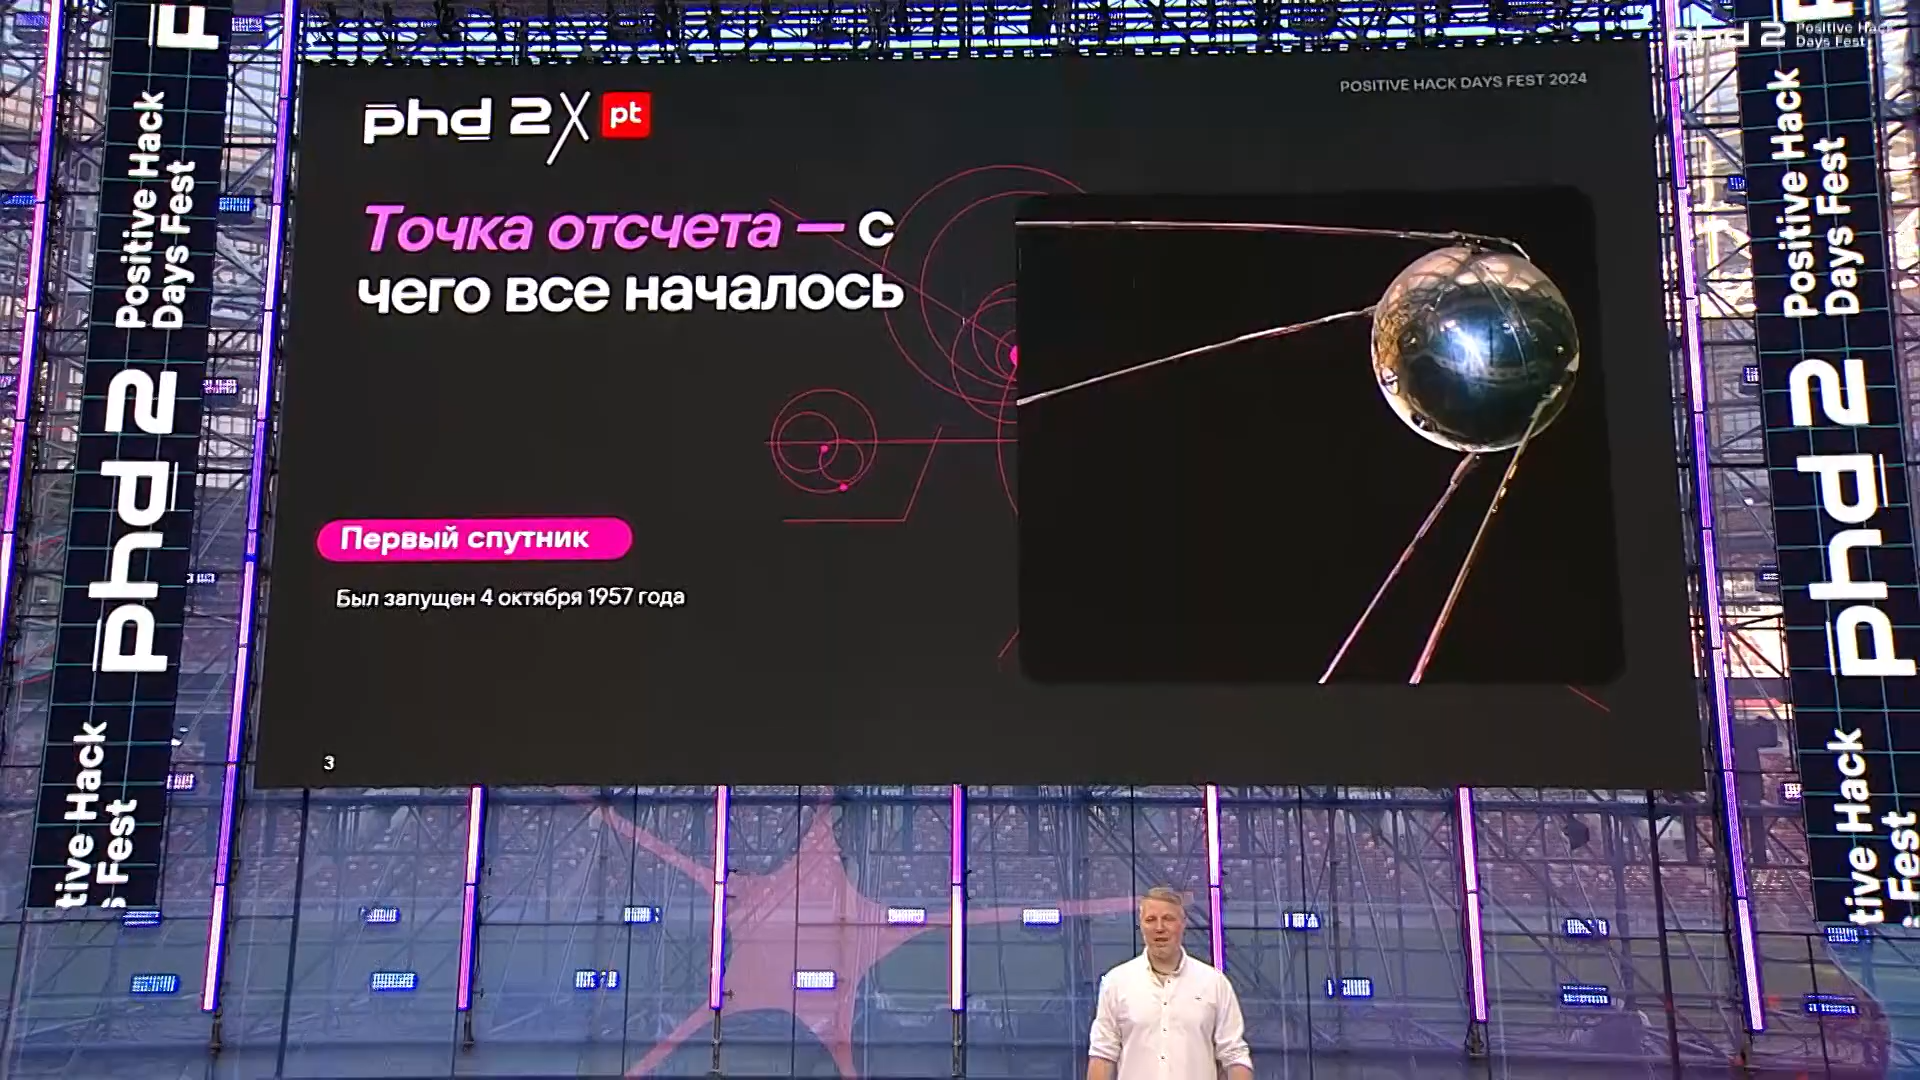 phd 2 Positive Hack
Days Fest
POSITIVE HACK DAYS FEST 2024
phd 2 pt
Точка отсчета — с
чего все началось
Первый спутник
Был запущен 4 октября 1957 года
3
Positive Hack
Days Fest
phd 2
tive Hack
Fest
Positive Hack
Days Fest
phd 2
tive Hack
Fest